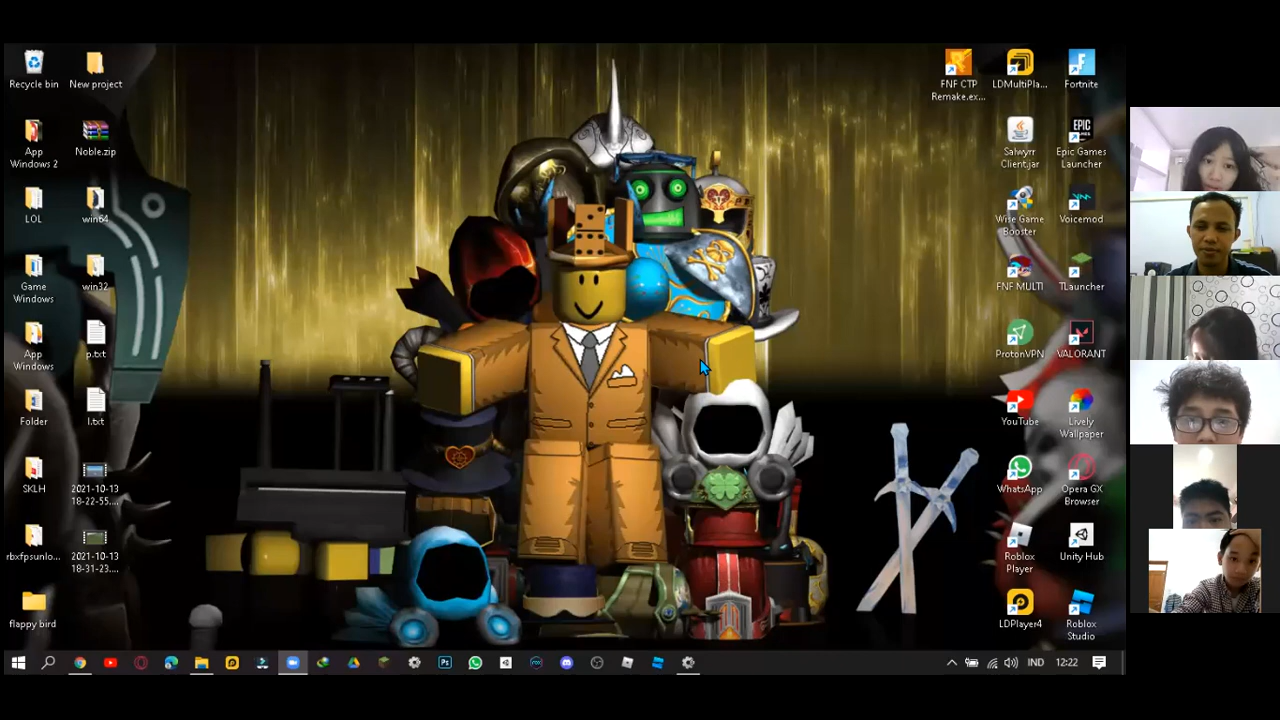 Recycle bin
New project
App
Windows 2
Noble.zip
LOL
win64
Game
Windows
win32
App
Windows
p.txt
Folder
l.txt
SKLH
2021-10-13
18-22-55....
rbxfpsunlo...
2021-10-13
18-31-23....
flappy bird
FNF CTP
Remake.ex...
LDMultiPla...
Fortnite
Salwyrr
Client.jar
EPIC
GAMES
Epic Games
Launcher
Wise Game
Booster
Voicemod
FNF MULTI
TLauncher
ProtonVPN
VALORANT
YouTube
Lively
Wallpaper
WhatsApp
Opera GX
Browser
Roblox
Player
Unity Hub
LDPlayer4
Roblox
Studio
Ps
IND
12:22